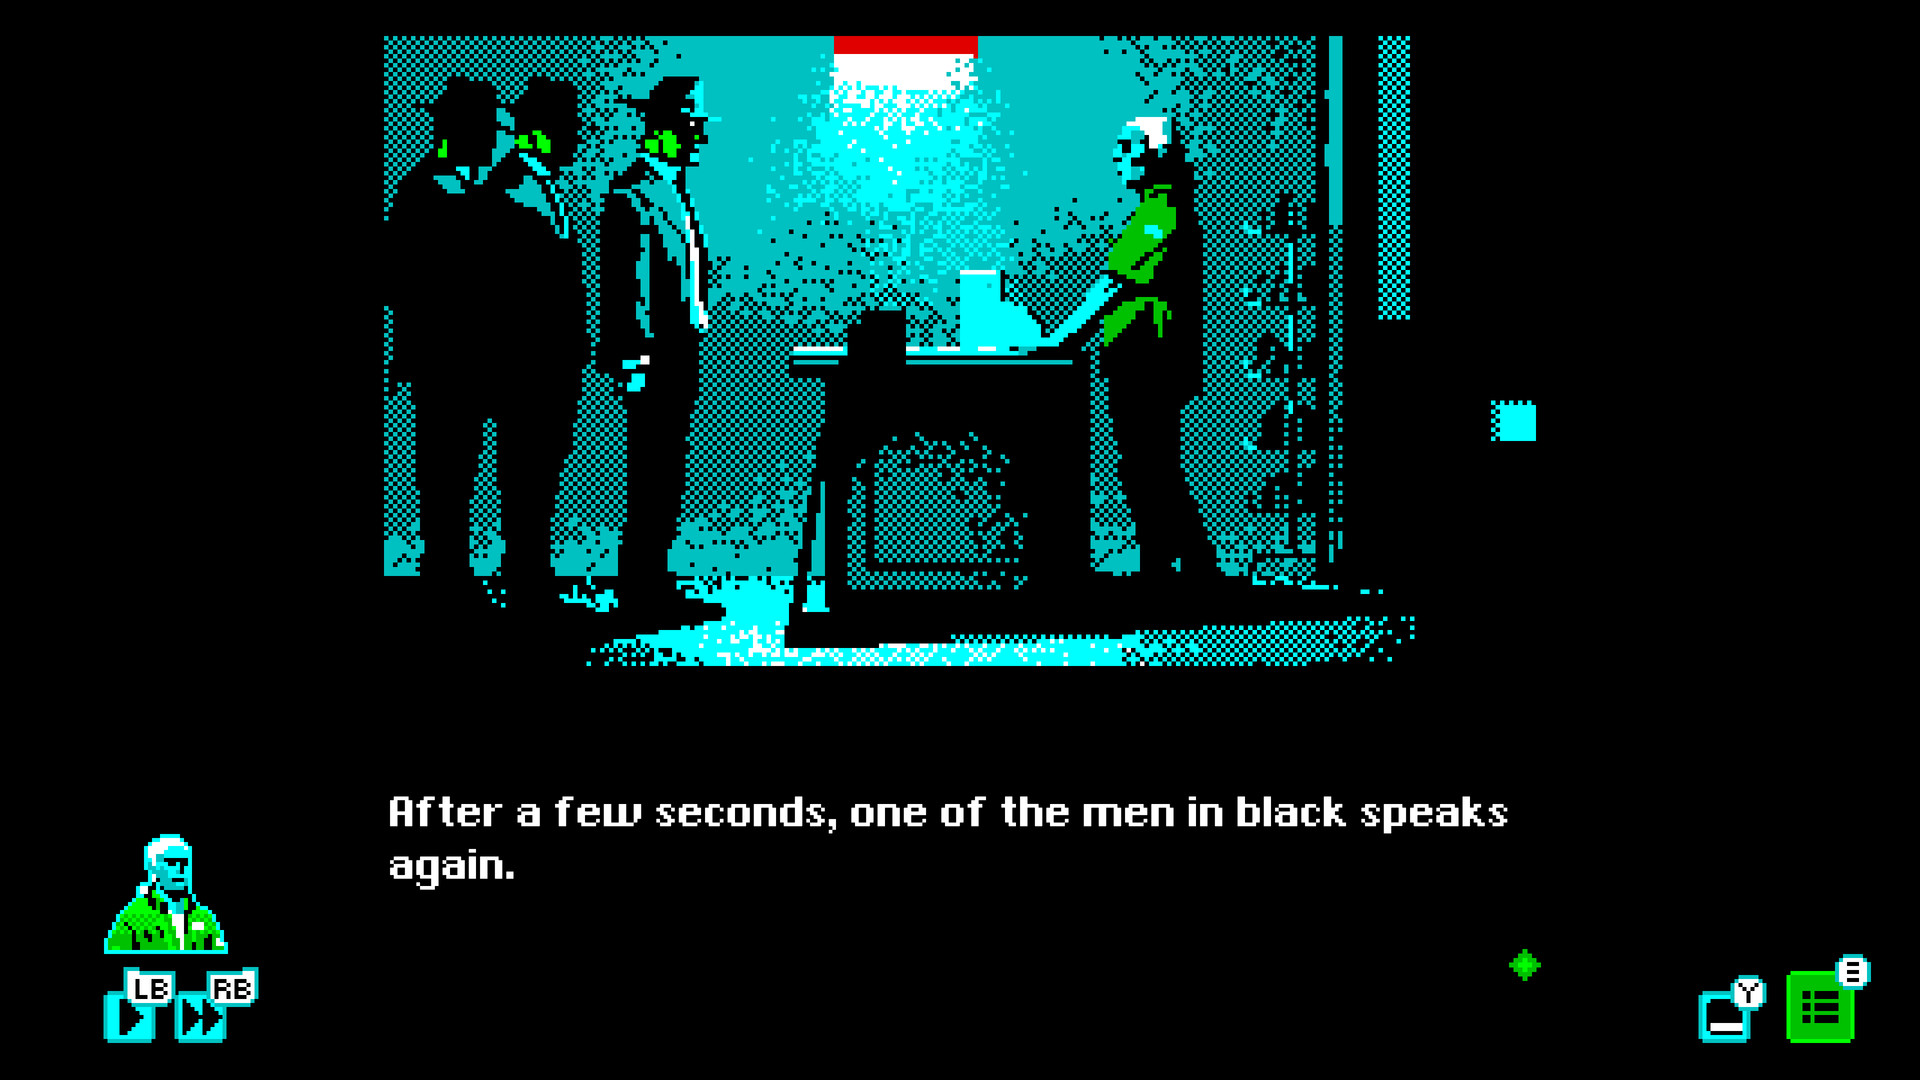 After a few seconds, one of the men in black speaks
again.
LB RB
Y